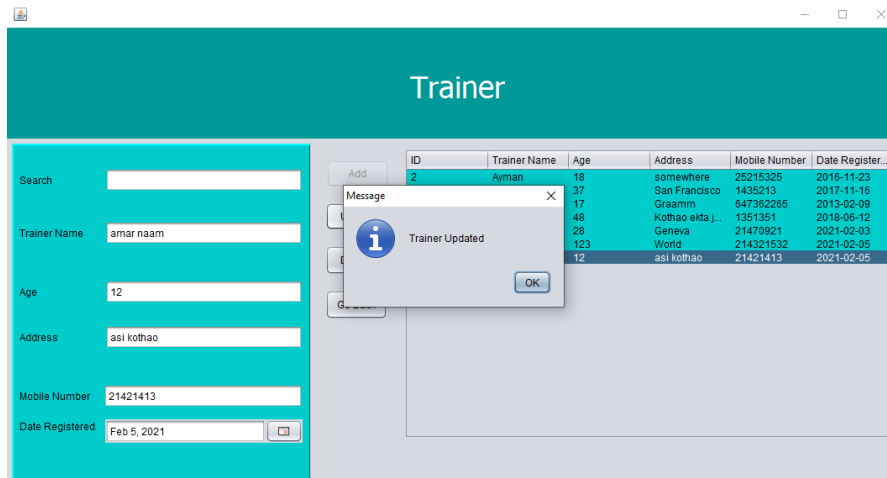 Trainer
Search
Trainer Name amar naam
Age 12
Address asi kothao
Mobile Number 21421413
Date Registered Feb 5, 2021
Add
Message
Trainer Updated
OK
ID Trainer Name Age Address Mobile Number Date Register...
2 Ayman 18 somewhere 25215325 2016-11-23
37 San Francisco 1435213 2017-11-16
17 Graamm 647362265 2013-02-09
48 Kothao ekta j... 1351351 2018-06-12
28 Geneva 21470921 2021-02-03
123 World 214321532 2021-02-05
12 asi kothao 21421413 2021-02-05